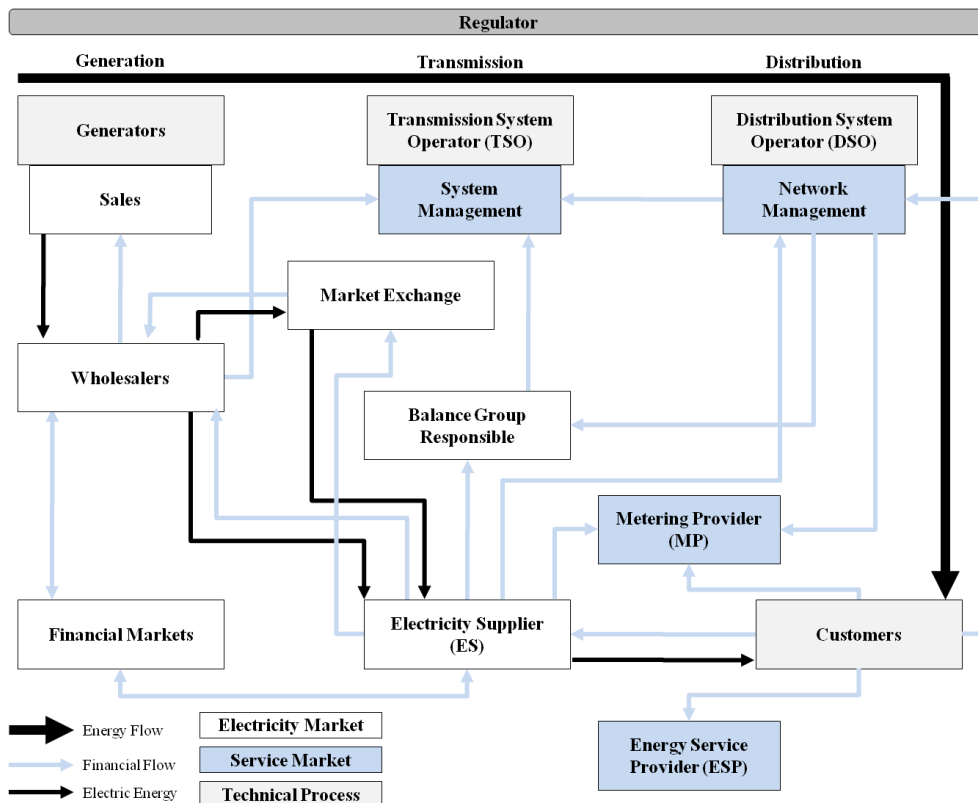 Regulator
Generation
Transmission
Distribution
Generators
Transmission System
Operator (TSO)
Distribution System
Operator (DSO)
Sales
System
Management
Network
Management
Market Exchange
Wholesalers
Balance Group
Responsible
Metering Provider
(MP)
Financial Markets
Electricity Supplier
(ES)
Customers
Energy Flow
Electricity Market
Financial Flow
Service Market
Electric Energy
Technical Process
Energy Service
Provider (ESP)